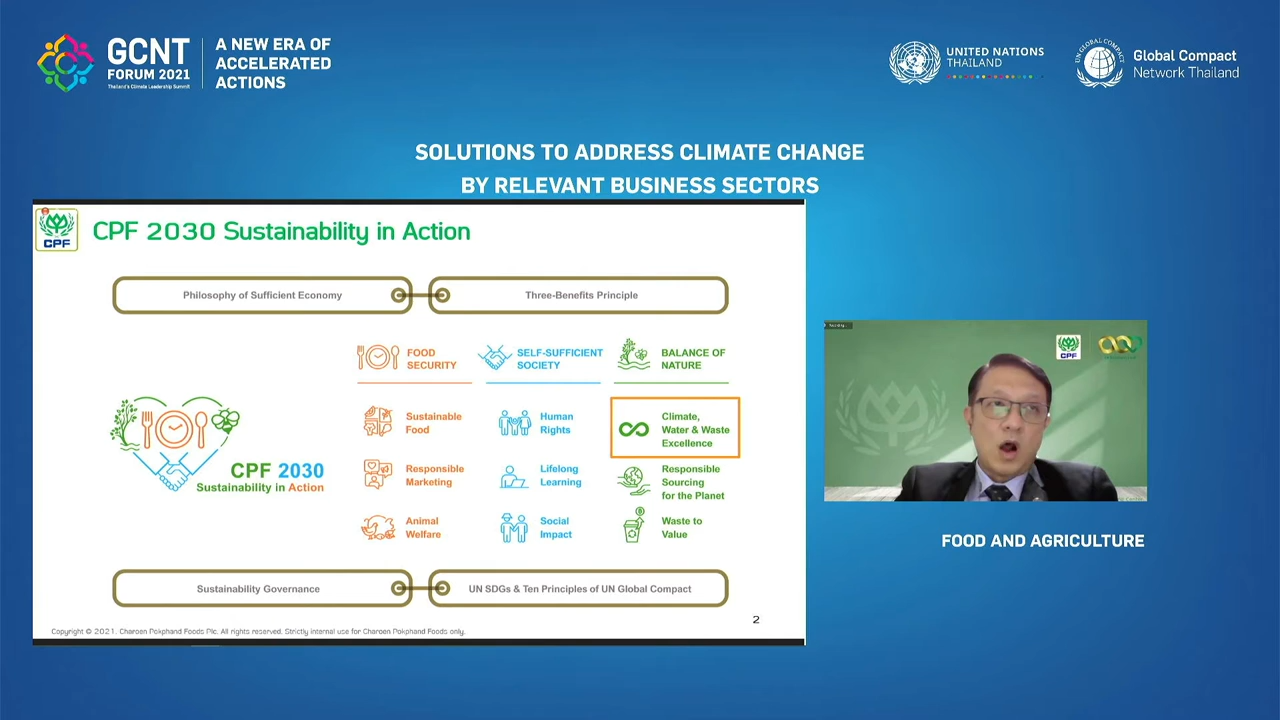 GCNT
FORUM 2021
Thailand's Climate Leadership Summit
A NEW ERA OF
ACCELERATED
ACTIONS
UNITED NATIONS
THAILAND
UN GLOBAL COMPACT
Global Compact
Network Thailand
SOLUTIONS TO ADDRESS CLIMATE CHANGE
BY RELEVANT BUSINESS SECTORS
CPF
CPF 2030 Sustainability in Action
Philosophy of Sufficient Economy
Three-Benefits Principle
FOOD
SECURITY
SELF-SUFFICIENT
SOCIETY
BALANCE OF
NATURE
Sustainable
Food
Human
Rights
Climate,
Water & Waste
Excellence
Responsible
Marketing
Lifelong
Learning
Responsible
Sourcing
for the Planet
Animal
Welfare
Social
Impact
Waste to
Value
CPF 2030
Sustainability in Action
Sustainability Governance
UN SDGs & Ten Principles of UN Global Compact
2
Copyright © 2021. Charoen Pokphand Foods Plc. All rights reserved. Strictly internal use for Charoen Pokphand Foods only.
CPF
FOOD AND AGRICULTURE